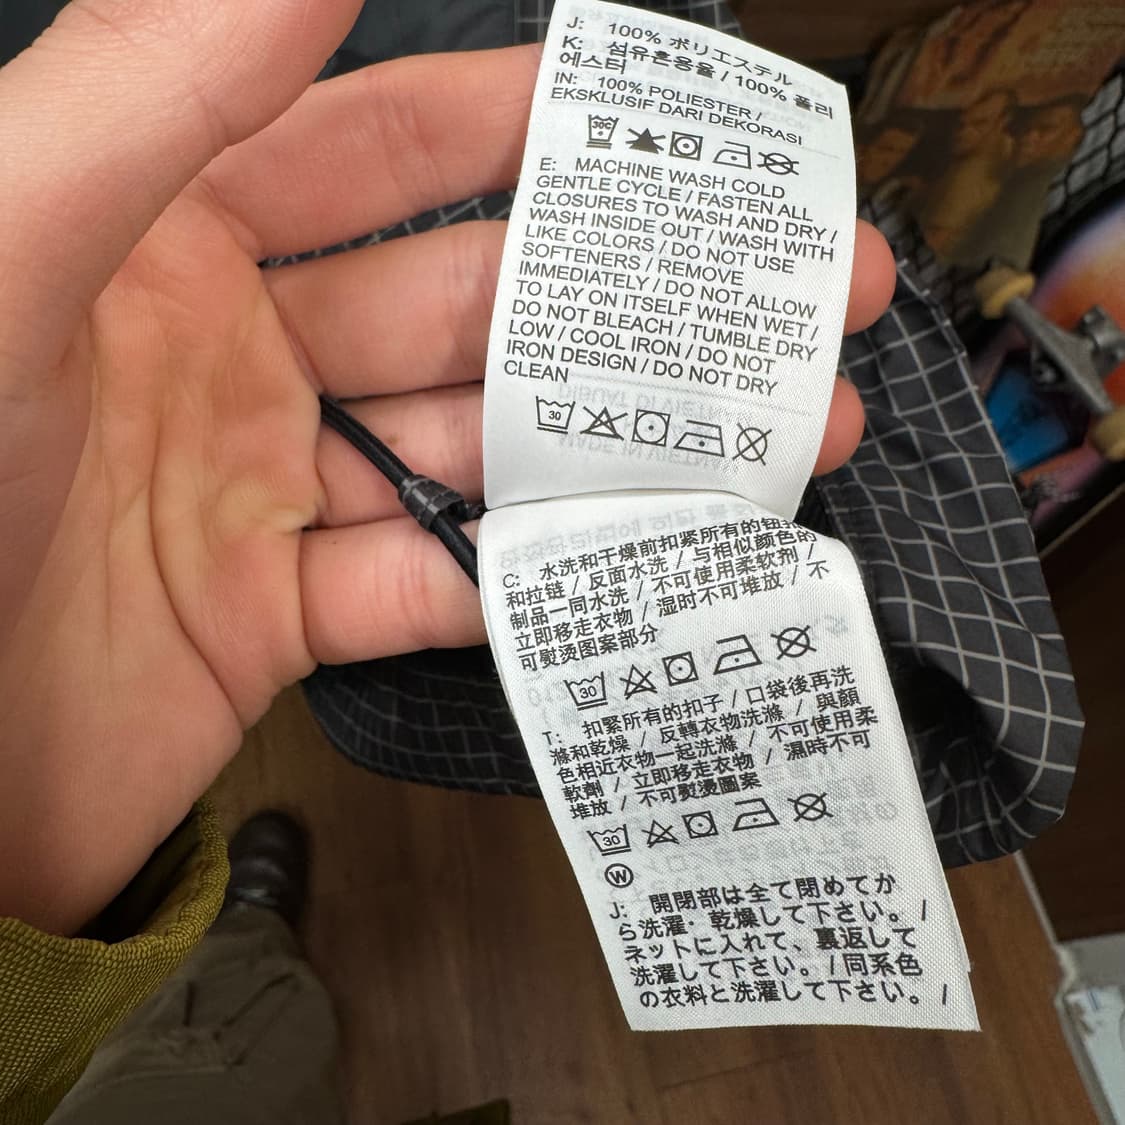 J: 100% ポリエステル
K: 섬유혼용율 / 100% 폴리
에스터
IN: 100% POLIESTER /
EKSKLUSIF DARI DEKORASI
30C
E: MACHINE WASH COLD
GENTLE CYCLE / FASTEN ALL
CLOSURES TO WASH AND DRY /
WASH INSIDE OUT / WASH WITH
LIKE COLORS / DO NOT USE
SOFTENERS / REMOVE
IMMEDIATELY / DO NOT ALLOW
TO LAY ON ITSELF WHEN WET /
DO NOT BLEACH / TUMBLE DRY
LOW / COOL IRON / DO NOT
IRON DESIGN / DO NOT DRY
CLEAN
30
C: 水洗和干燥前扣紧所有的钮扣
和拉链 / 反面水洗 / 与相似颜色的
制品一同水洗 / 不可使用柔软剂 /
立即移走衣物 / 湿时不可堆放 / 不
可熨烫图案部分
30
T: 扣紧所有的扣子 / 口袋後再洗
滌和乾燥 / 反轉衣物洗滌 / 與顏
色相近衣物一起洗滌 / 不可使用柔
軟劑 / 立即移走衣物 / 濕時不可
堆放 / 不可熨燙圖案
30
W
J: 開閉部は全て閉めてか
ら洗濯・乾燥して下さい。 /
ネットに入れて、裏返して
洗濯して下さい。 / 同系色
の衣料と洗濯して下さい。 /